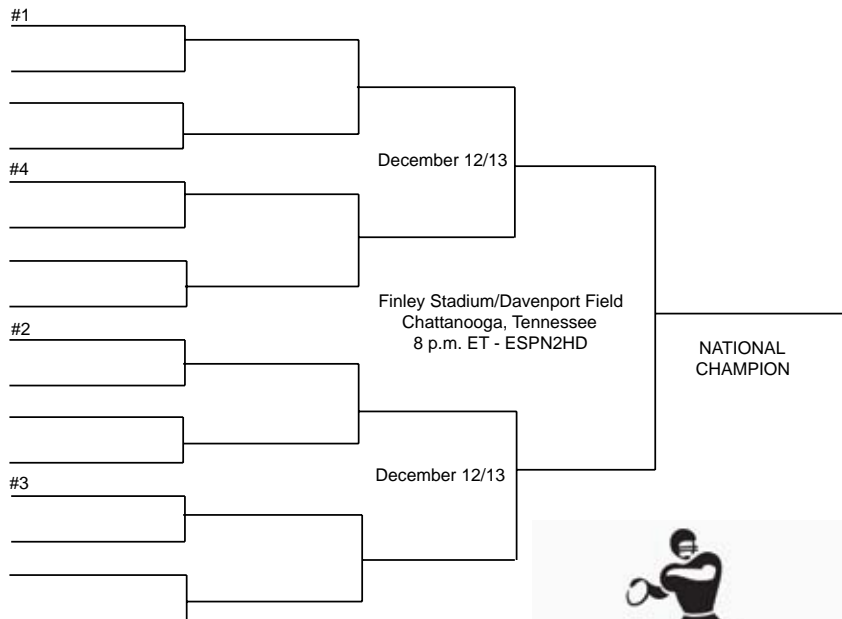 #1
December 12/13
#4
Finley Stadium/Davenport Field
Chattanooga, Tennessee
8 p.m. ET - ESPN2HD
#2
NATIONAL
CHAMPION
December 12/13
#3